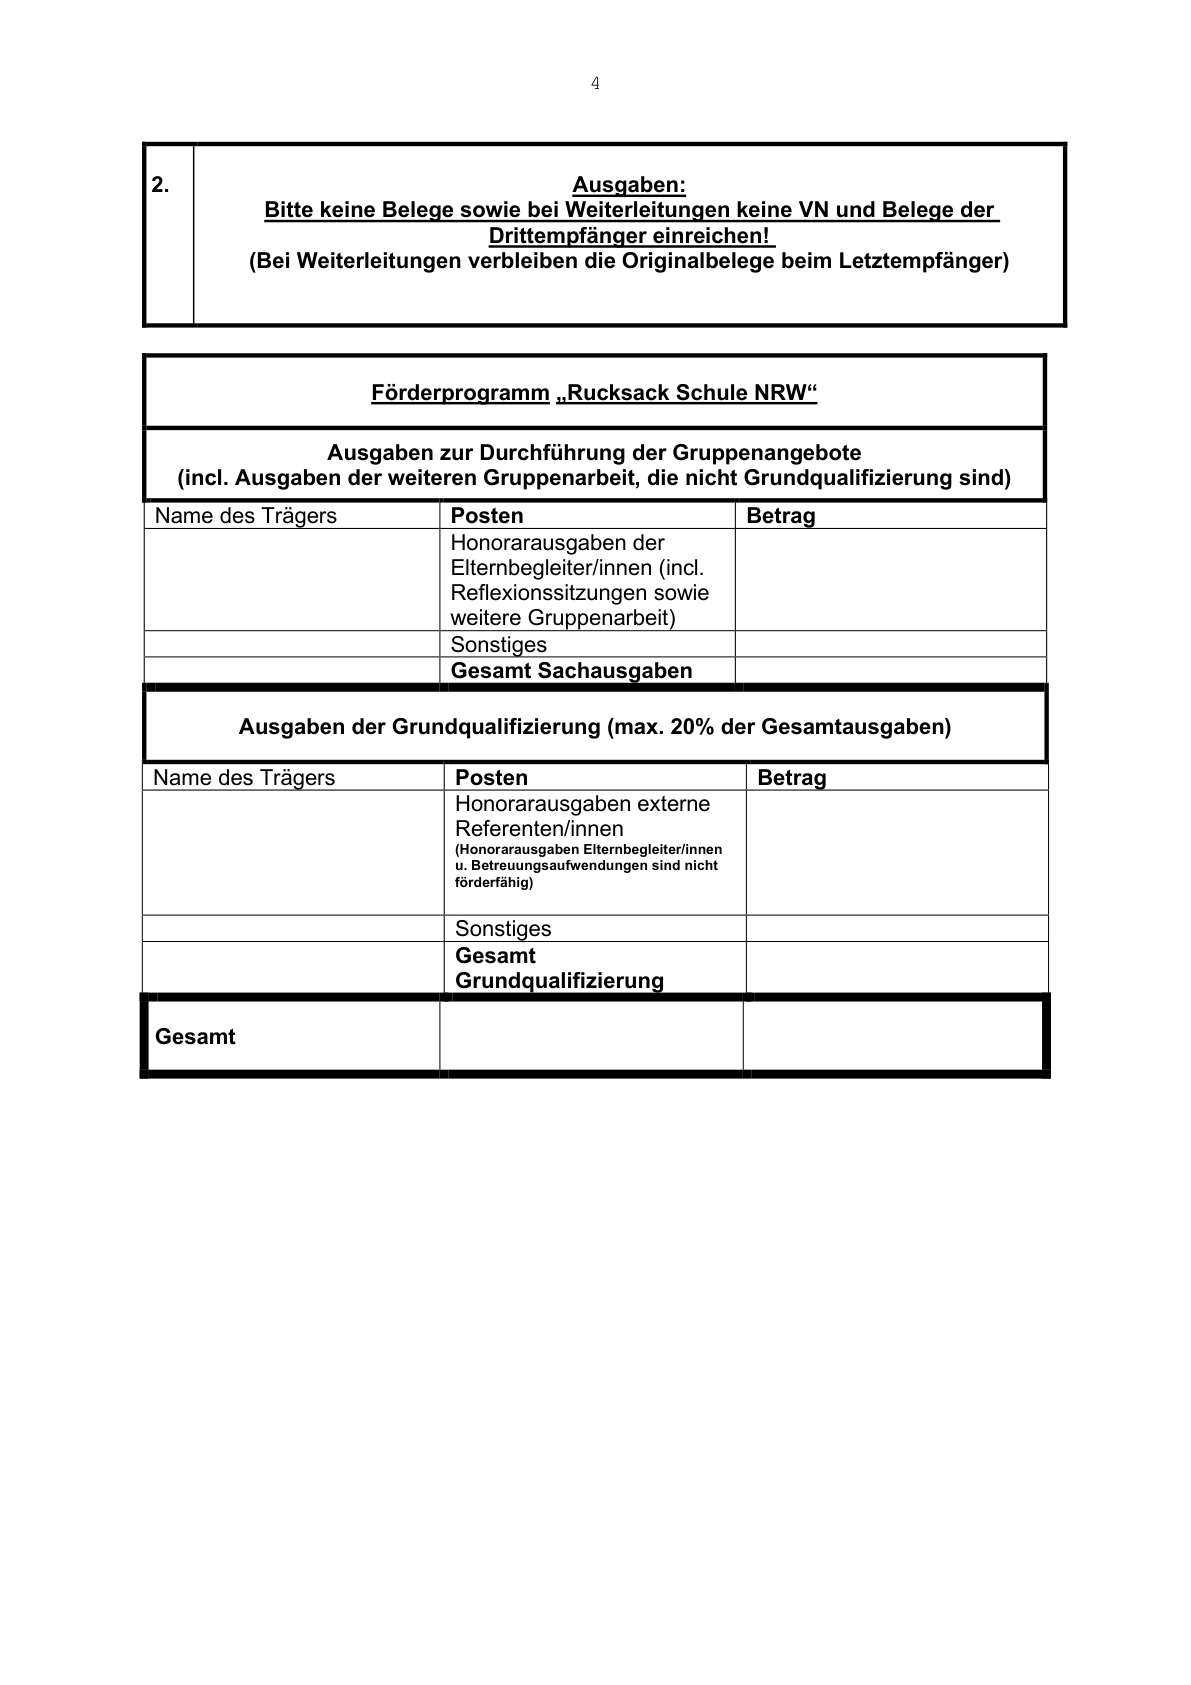 4
2.
Ausgaben:
Bitte keine Belege sowie bei Weiterleitungen keine VN und Belege der
Drittempfänger einreichen!
(Bei Weiterleitungen verbleiben die Originalbelege beim Letztempfänger)
Förderprogramm „Rucksack Schule NRW“
Ausgaben zur Durchführung der Gruppenangebote
(incl. Ausgaben der weiteren Gruppenarbeit, die nicht Grundqualifizierung sind)
Name des Trägers Posten Betrag
Honorarausgaben der
Elternbegleiter/innen (incl.
Reflexionssitzungen sowie
weitere Gruppenarbeit)
Sonstiges
Gesamt Sachausgaben
Ausgaben der Grundqualifizierung (max. 20% der Gesamtausgaben)
Name des Trägers Posten Betrag
Honorarausgaben externe
Referenten/innen
(Honorarausgaben Elternbegleiter/innen
u. Betreuungsaufwendungen sind nicht
förderfähig)
Sonstiges
Gesamt
Grundqualifizierung
Gesamt